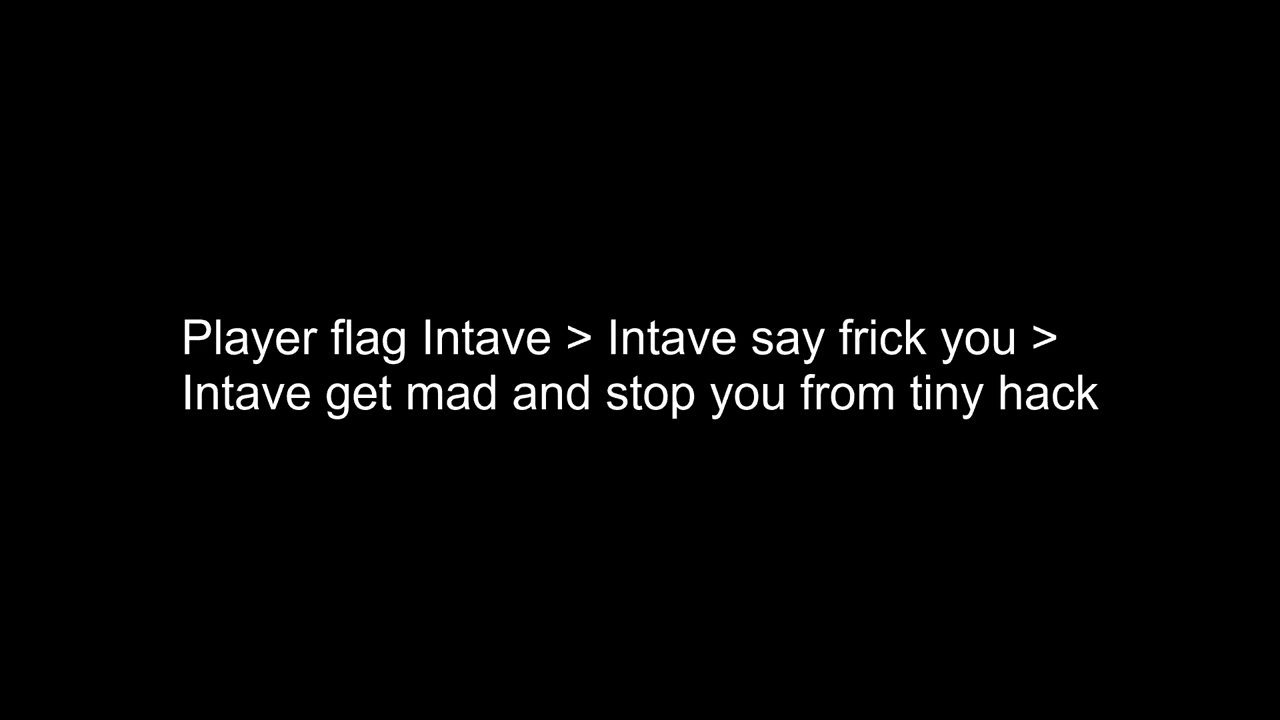 Player flag Intave > Intave say frick you >
Intave get mad and stop you from tiny hack